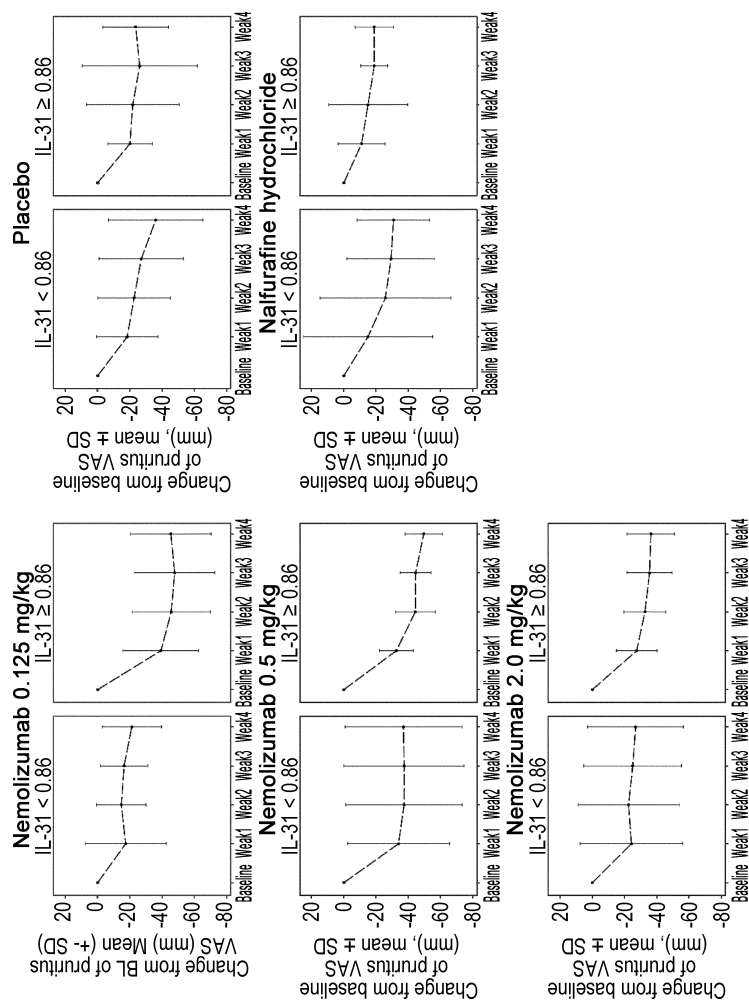 Nemolizumab 0.125 mg/kg
IL-31 < 0.86
IL-31 ≥ 0.86
Change from BL of pruritus
VAS (mm) Mean (+- SD)
20
0
-20
-40
-60
-80
Baseline Weak1 Weak2 Weak3 Weak4
Baseline Weak1 Weak2 Weak3 Weak4
Placebo
IL-31 < 0.86
IL-31 ≥ 0.86
Change from baseline
of pruritus VAS
(mm), mean ± SD
20
0
-20
-40
-60
-80
Baseline Weak1 Weak2 Weak3 Weak4
Baseline Weak1 Weak2 Weak3 Weak4
Nemolizumab 0.5 mg/kg
IL-31 < 0.86
IL-31 ≥ 0.86
Change from baseline
of pruritus VAS
(mm), mean ± SD
20
0
-20
-40
-60
-80
Baseline Weak1 Weak2 Weak3 Weak4
Baseline Weak1 Weak2 Weak3 Weak4
Nalfurafine hydrochloride
IL-31 < 0.86
IL-31 ≥ 0.86
Change from baseline
of pruritus VAS
(mm), mean ± SD
20
0
-20
-40
-60
-80
Baseline Weak1 Weak2 Weak3 Weak4
Baseline Weak1 Weak2 Weak3 Weak4
Nemolizumab 2.0 mg/kg
IL-31 < 0.86
IL-31 ≥ 0.86
Change from baseline
of pruritus VAS
(mm), mean ± SD
20
0
-20
-40
-60
-80
Baseline Weak1 Weak2 Weak3 Weak4
Baseline Weak1 Weak2 Weak3 Weak4